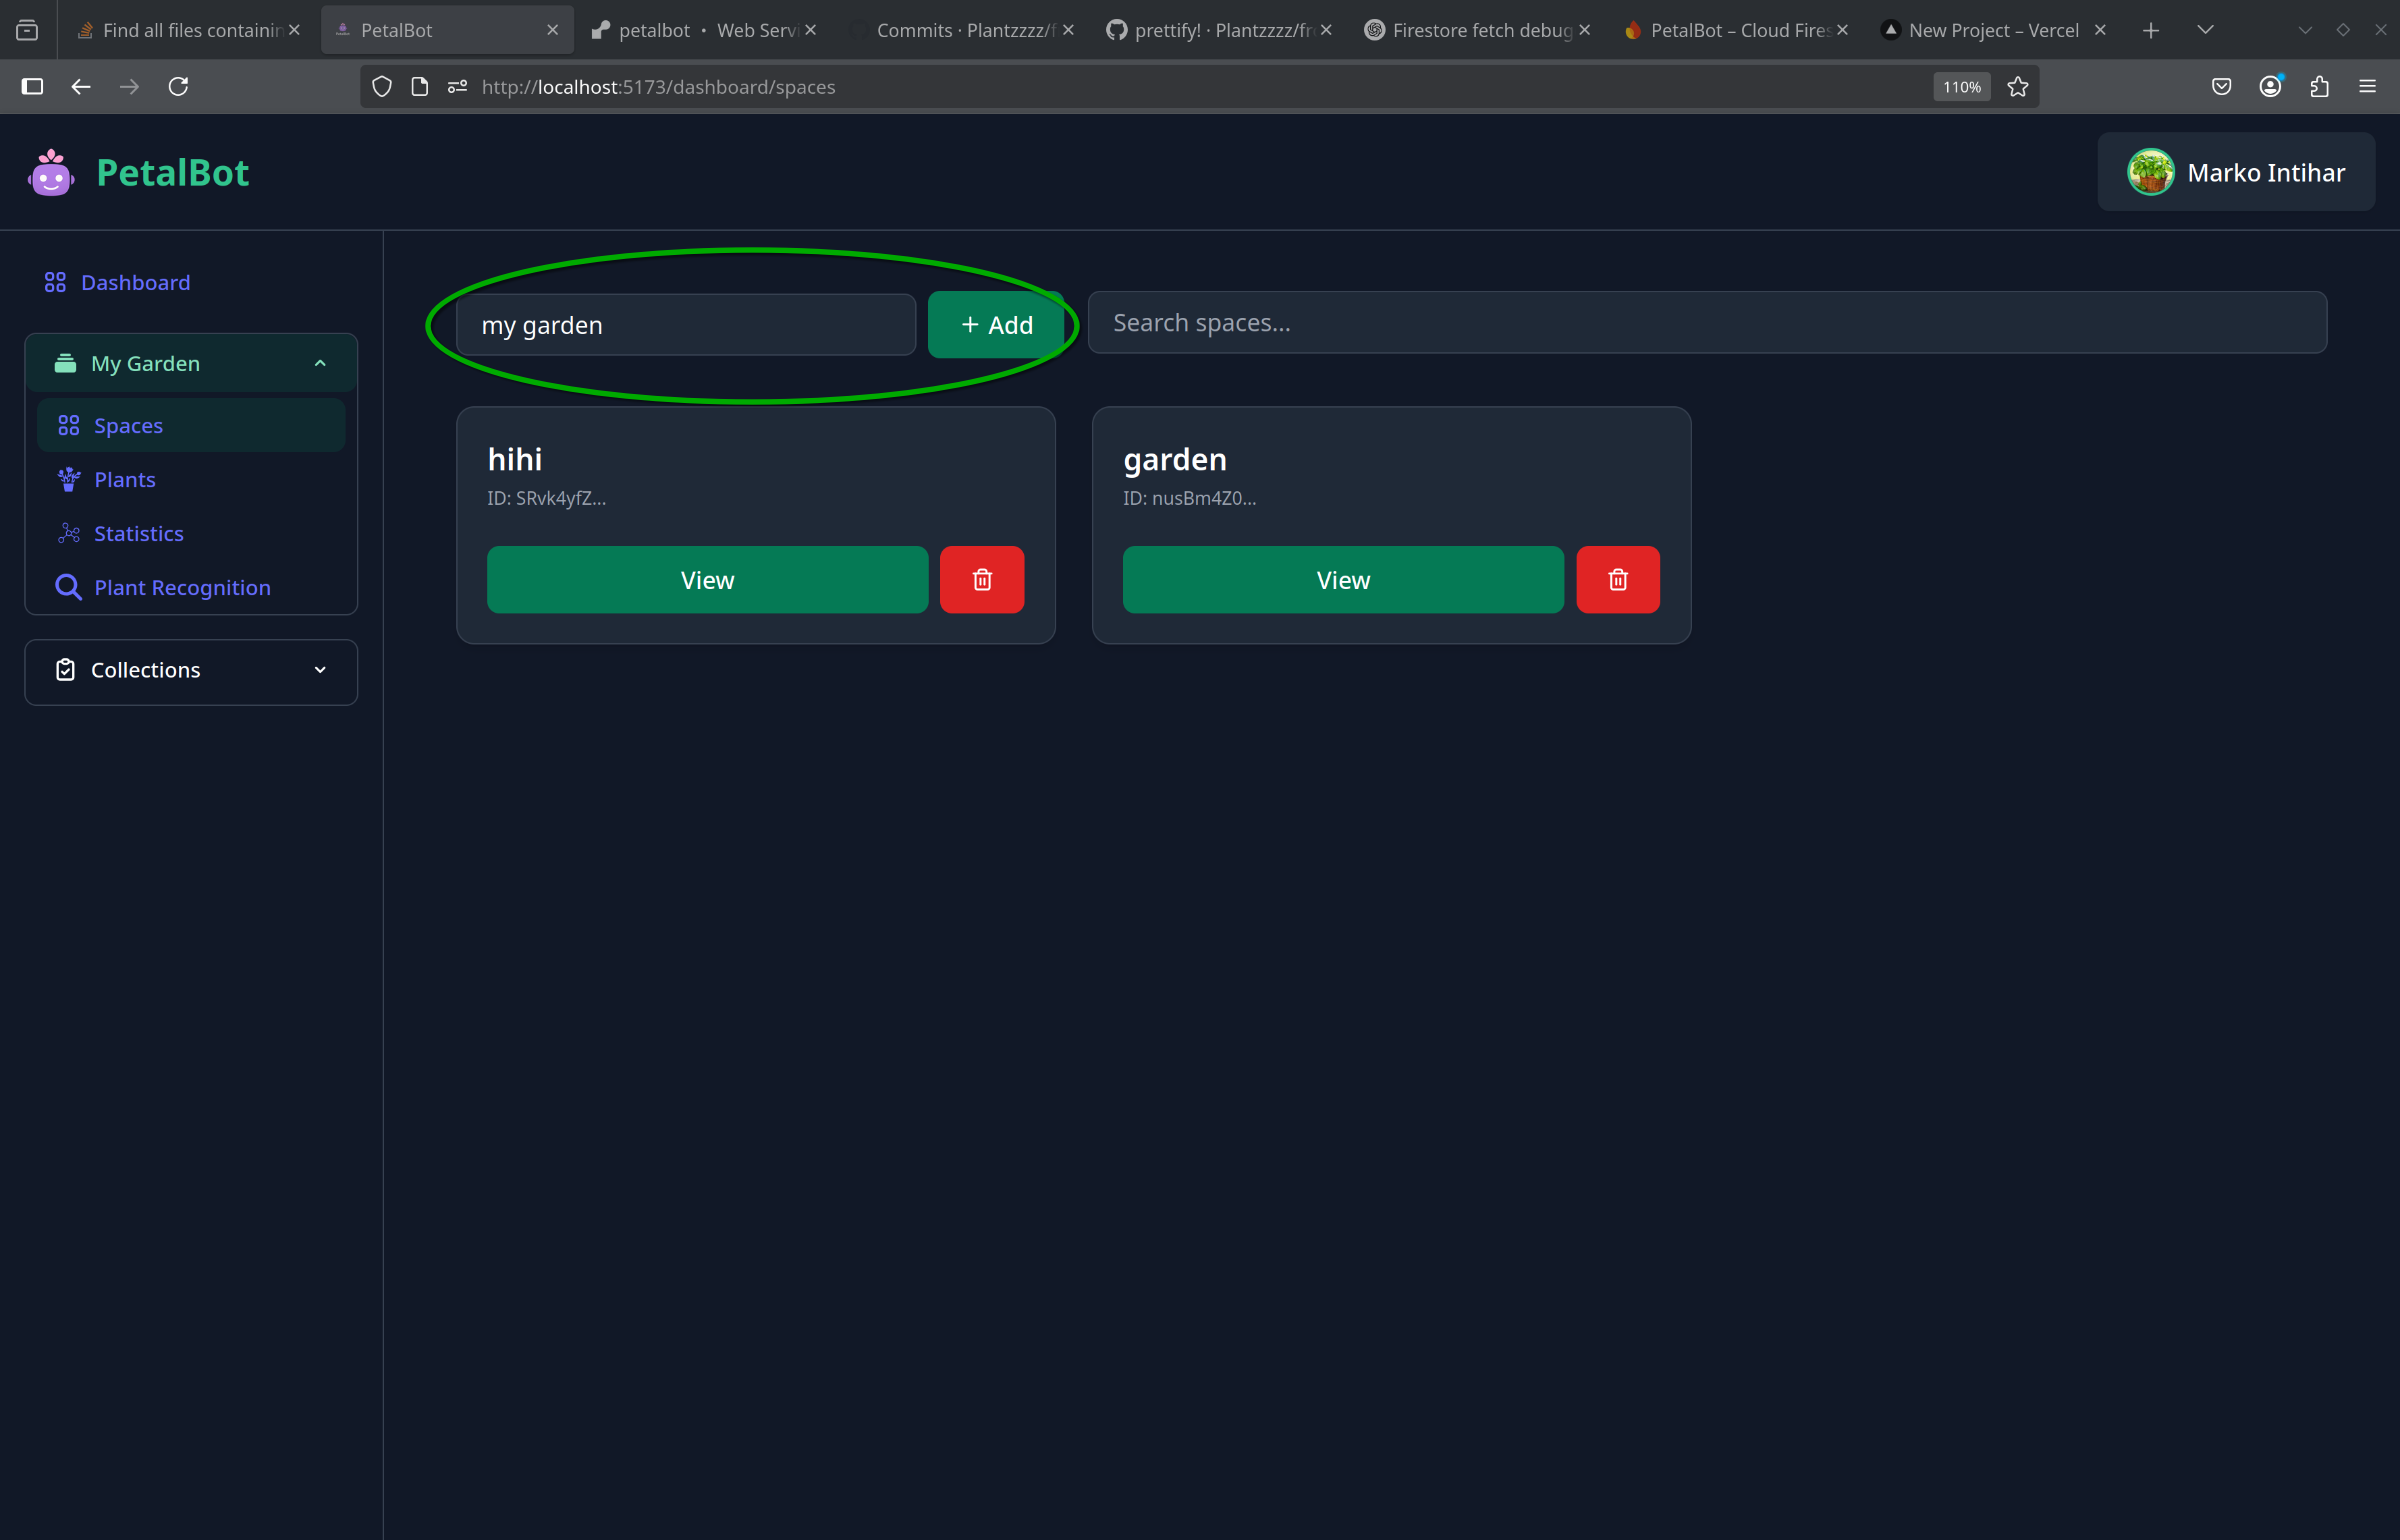 Find all files containin
PetalBot
petalbot • Web Servi
Commits · Plantzzzz/f
prettify! · Plantzzzz/fr
Firestore fetch debug
PetalBot – Cloud Fires
New Project – Vercel
http://localhost:5173/dashboard/spaces
110%
PetalBot
Marko Intihar
Dashboard
my garden
+ Add
Search spaces...
My Garden
Spaces
Plants
Statistics
Plant Recognition
Collections
hihi
ID: SRvk4yfZ...
View
garden
ID: nusBm4Z0...
View